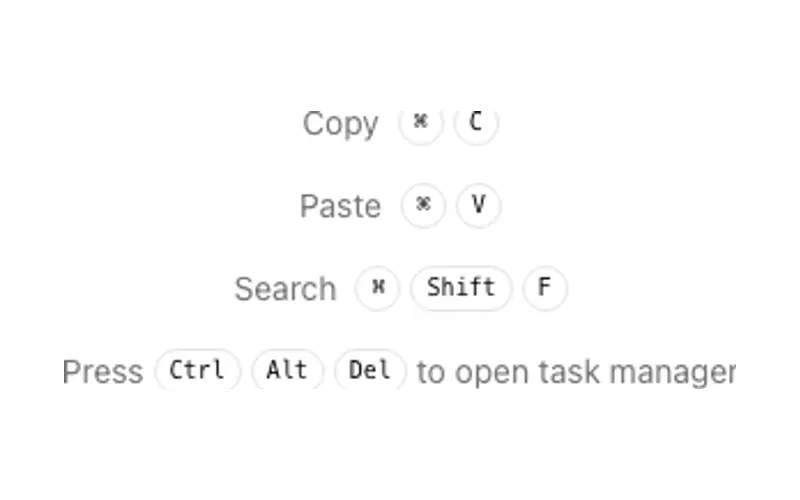 Copy ⌘ C
Paste ⌘ V
Search ⌘ Shift F
Press Ctrl Alt Del to open task manager